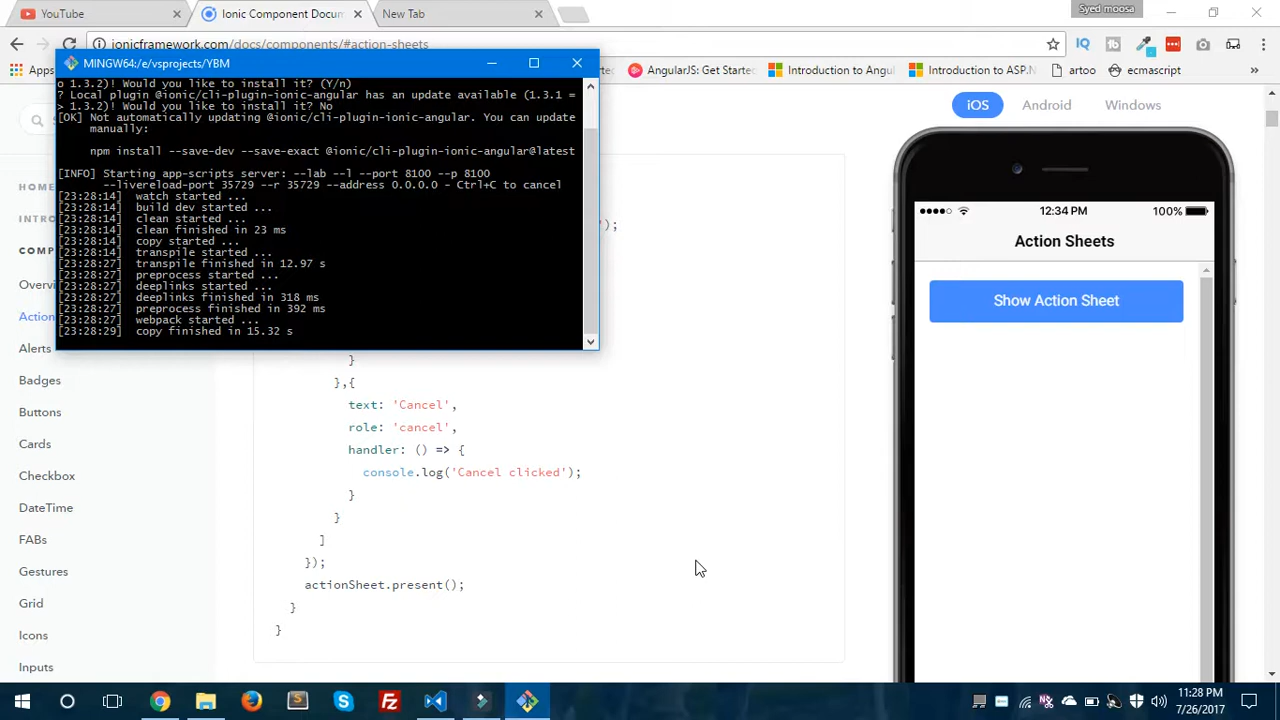 YouTube
Ionic Component Docum
New Tab
Syed moosa
ionicframework.com/docs/components/#action-sheets
MINGW64:/e/vsprojects/YBM
Apps
AngularJS: Get Starte
Introduction to ASP.N
artoo
ecmascript
o 1.3.2)! Would you like to install it? (Y/n)
? Local plugin @ionic/cli-plugin-ionic-angular has an update available (1.3.1 =
> 1.3.2)! Would you like to install it? No
[OK] Not automatically updating @ionic/cli-plugin-ionic-angular. You can update
manually:
npm install --save-dev --save-exact @ionic/cli-plugin-ionic-angular@latest
[INFO] Starting app-scripts server: --lab --l --port 8100 --p 8100
--livereload-port 35729 --r 35729 --address 0.0.0.0 - Ctrl+C to cancel
[23:28:14] watch started ...
[23:28:14] build dev started ...
[23:28:14] clean started ...
[23:28:14] clean finished in 23 ms
[23:28:14] copy started ...
[23:28:14] transpile started ...
[23:28:27] transpile finished in 12.97 s
[23:28:27] preprocess started ...
[23:28:27] deeplinks started ...
[23:28:27] deeplinks finished in 318 ms
[23:28:27] preprocess finished in 392 ms
[23:28:27] webpack started ...
[23:28:29] copy finished in 15.32 s
HOME
INTRO
COMP
Overvi
Action
Alerts
Badges
Buttons
Cards
Checkbox
DateTime
FABs
Gestures
Grid
Icons
Inputs
');
}
},{
text: 'Cancel',
role: 'cancel',
handler: () => {
console.log('Cancel clicked');
}
}
]
});
actionSheet.present();
}
}
iOS
Android
Windows
12:34 PM
100%
Action Sheets
Show Action Sheet
11:28 PM
7/26/2017